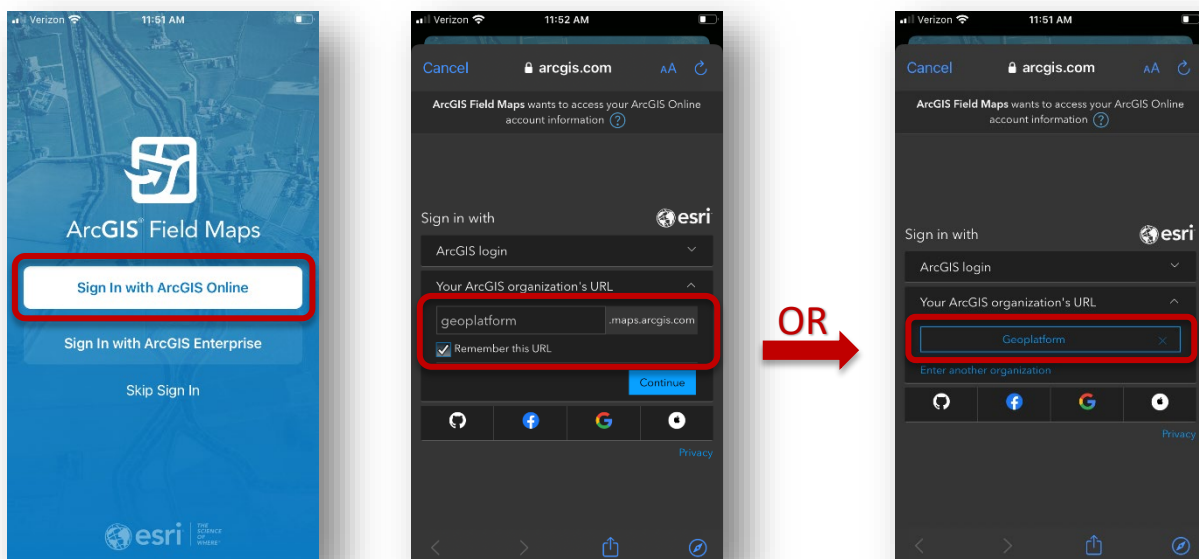 Verizon
11:51 AM
ArcGIS® Field Maps
Sign In with ArcGIS Online
Sign In with ArcGIS Enterprise
Skip Sign In
esri
THE
SCIENCE
OF
WHERE
Verizon
11:52 AM
Cancel
arcgis.com
AA
ArcGIS Field Maps wants to access your ArcGIS Online
account information ?
Sign in with
esri
ArcGIS login
Your ArcGIS organization's URL
geoplatform
.maps.arcgis.com
Remember this URL
Continue
Privacy
OR
Verizon
11:51 AM
Cancel
arcgis.com
AA
ArcGIS Field Maps wants to access your ArcGIS Online
account information ?
Sign in with
esri
ArcGIS login
Your ArcGIS organization's URL
Geoplatform
Enter another organization
Privacy